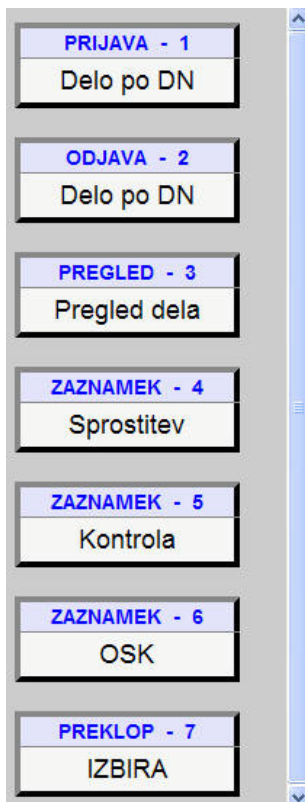 PRIJAVA - 1
Delo po DN
ODJAVA - 2
Delo po DN
PREGLED - 3
Pregled dela
ZAZNAMEK - 4
Sprostitev
ZAZNAMEK - 5
Kontrola
ZAZNAMEK - 6
OSK
PREKLOP - 7
IZBIRA